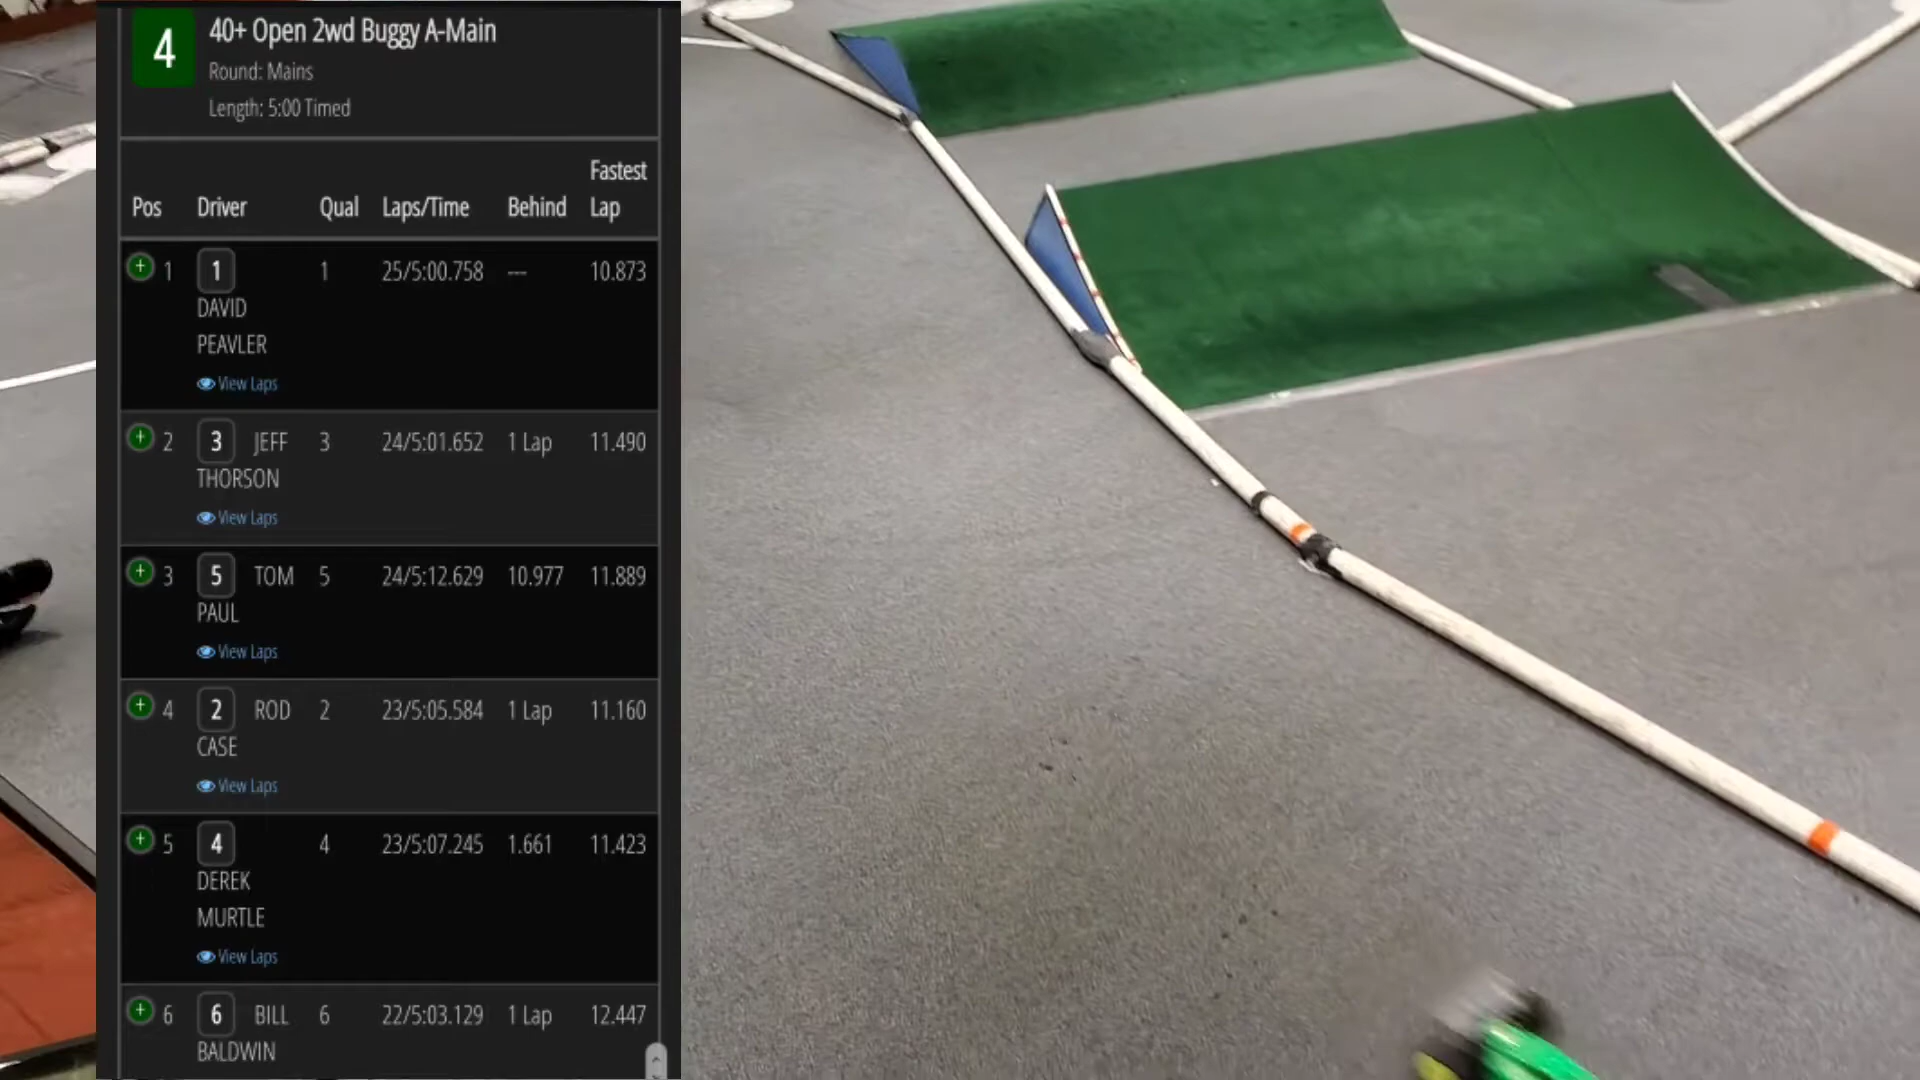 4
40+ Open 2wd Buggy A-Main
Round: Mains
Length: 5:00 Timed
Pos Driver Qual Laps/Time Behind Fastest Lap
+ 1 1 DAVID PEAVLER 1 25/5:00.758 --- 10.873
View Laps
+ 2 3 JEFF THORSON 3 24/5:01.652 1 Lap 11.490
View Laps
+ 3 5 TOM PAUL 5 24/5:12.629 10.977 11.889
View Laps
+ 4 2 ROD CASE 2 23/5:05.584 1 Lap 11.160
View Laps
+ 5 4 DEREK MURTLE 4 23/5:07.245 1.661 11.423
View Laps
+ 6 6 BILL BALDWIN 6 22/5:03.129 1 Lap 12.447